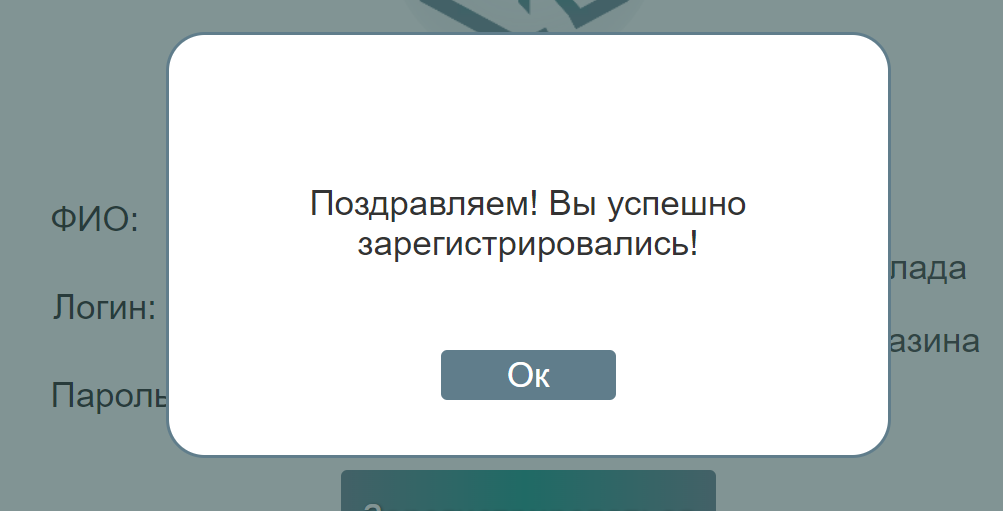 Поздравляем! Вы успешно
зарегистрировались!
Ок
ФИО:
Логин:
Пароль
лада
азина